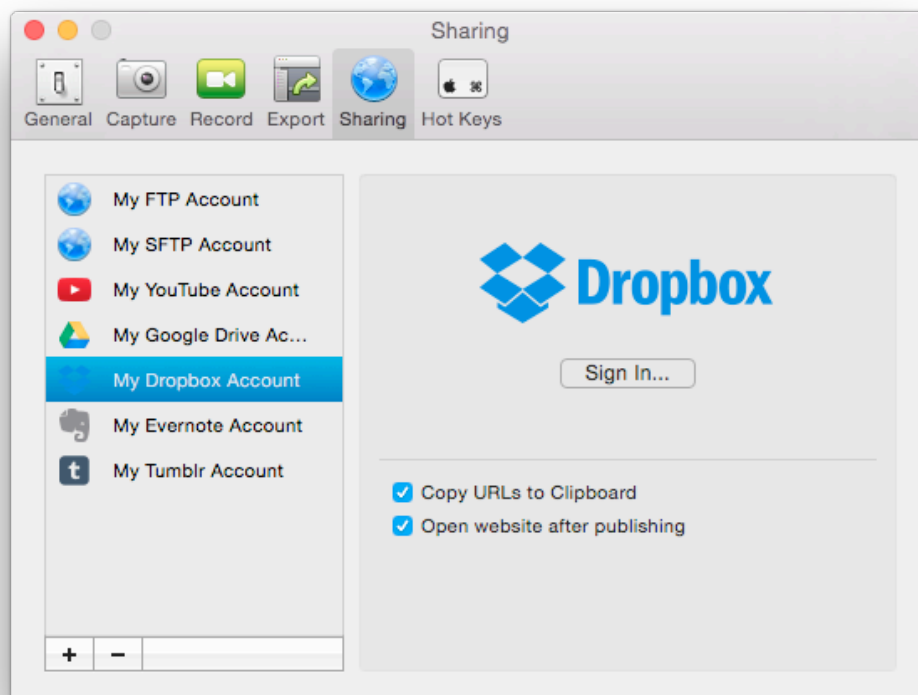 Sharing
General Capture Record Export Sharing Hot Keys
My FTP Account
My SFTP Account
My YouTube Account
My Google Drive Ac...
My Dropbox Account
My Evernote Account
t My Tumblr Account
Dropbox
Sign In...
Copy URLs to Clipboard
Open website after publishing